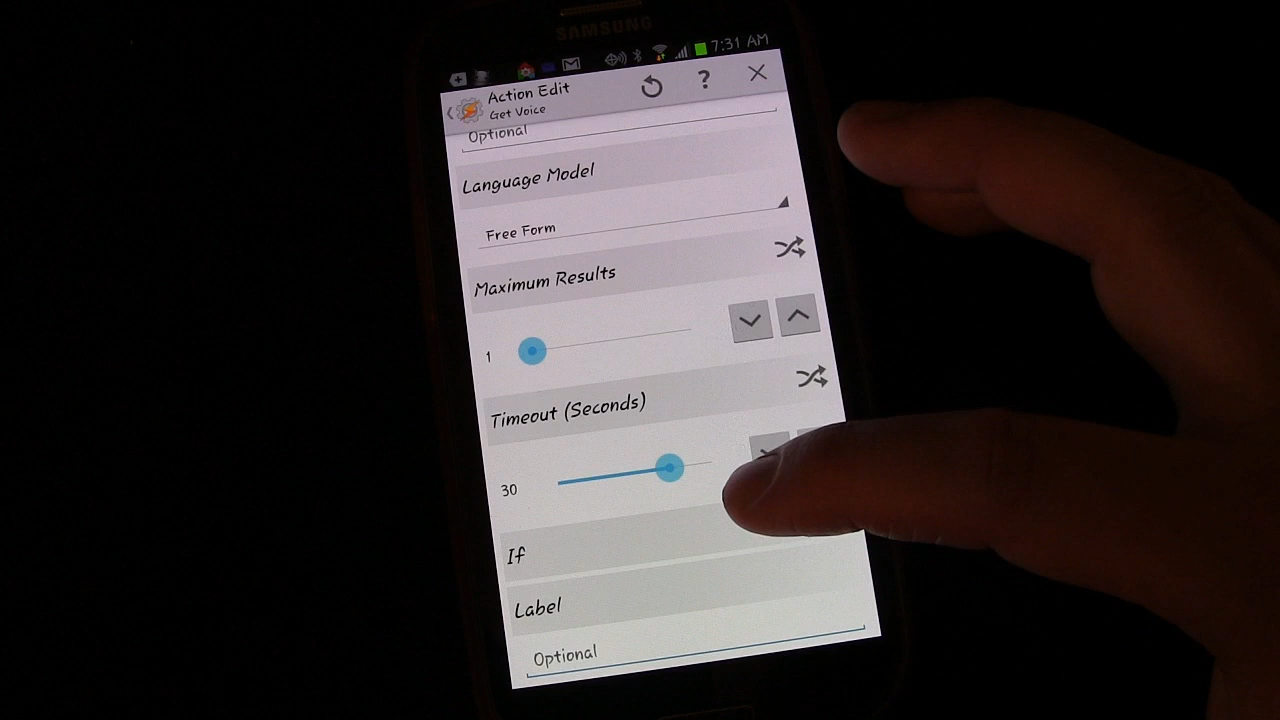 SAMSUNG
7:31 AM
Action Edit
Get Voice
Optional
Language Model
Free Form
Maximum Results
1
Timeout (Seconds)
30
If
Label
Optional